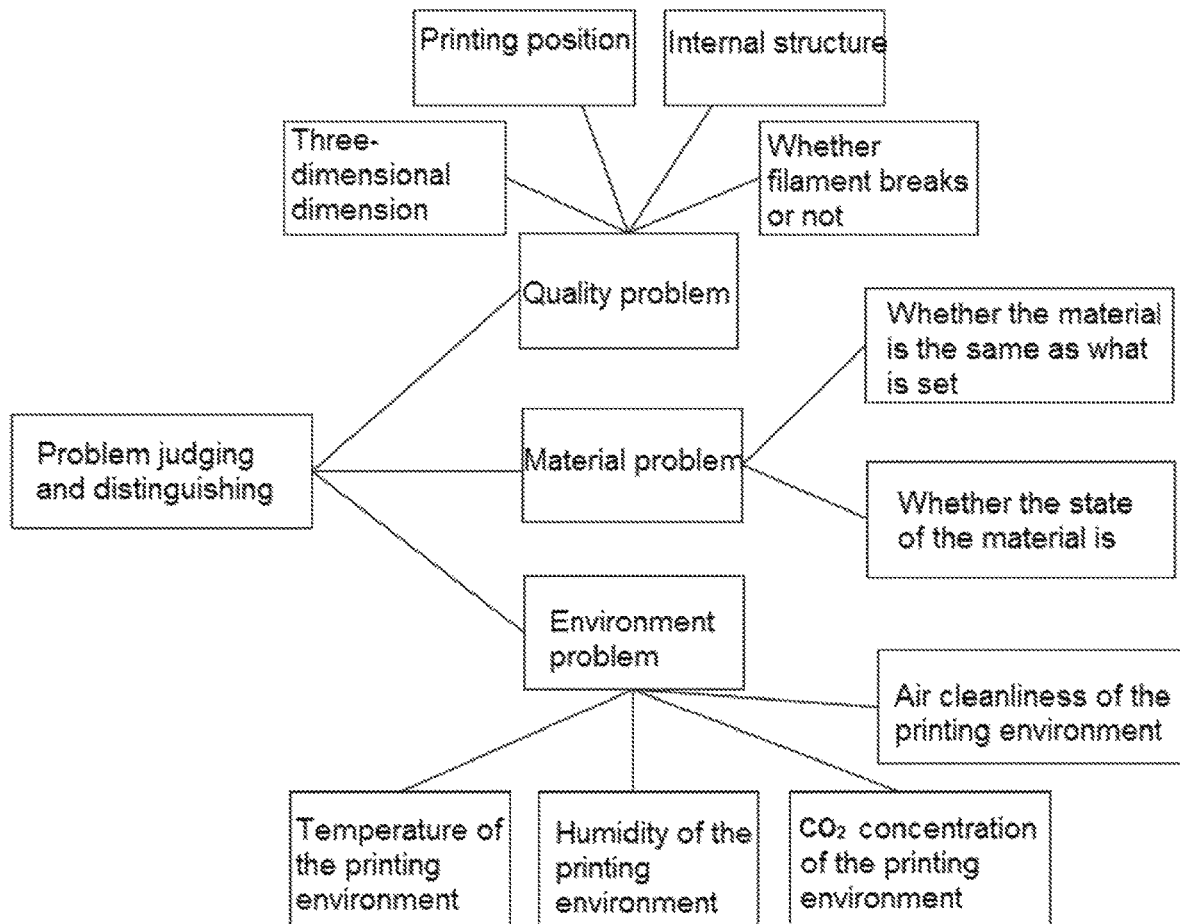 Printing position
Internal structure
Three-
dimensional
dimension
Whether
filament breaks
or not
Quality problem
Whether the material
is the same as what
is set
Problem judging
and distinguishing
Material problem
Whether the state
of the material is
Environment
problem
Air cleanliness of the
printing environment
Temperature of
the printing
environment
Humidity of the
printing
environment
CO₂ concentration
of the printing
environment